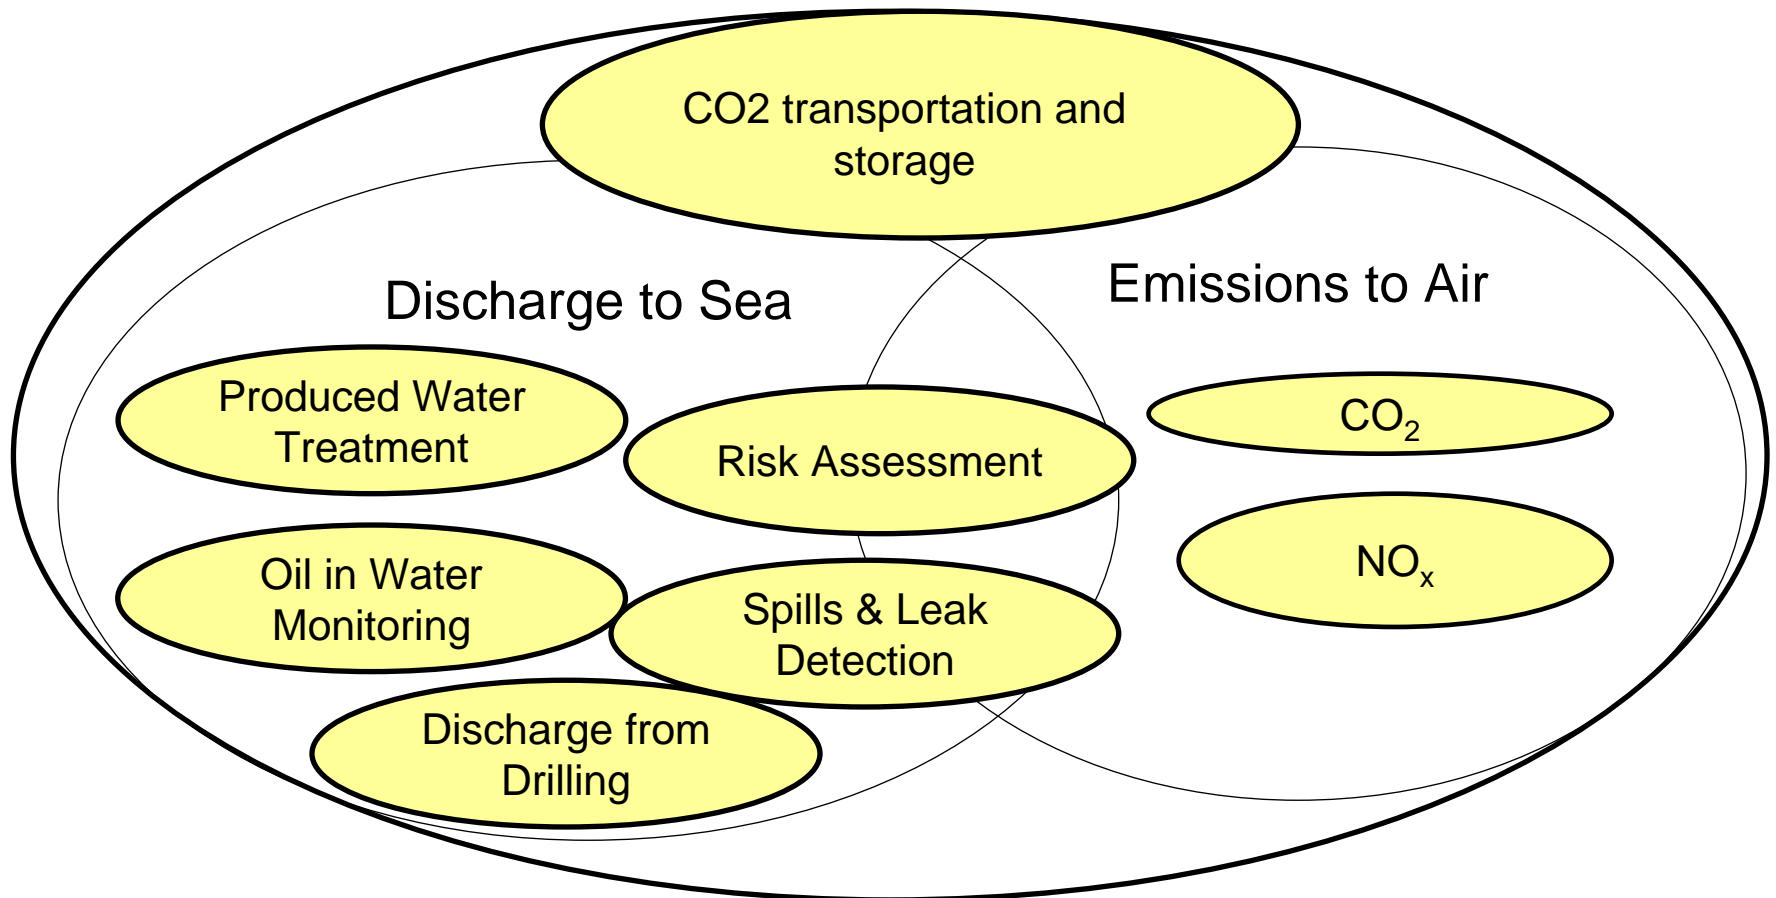 CO2 transportation and
storage
Discharge to Sea
Emissions to Air
Produced Water
Treatment
Risk Assessment
CO₂
Oil in Water
Monitoring
Spills & Leak
Detection
NOₓ
Discharge from
Drilling